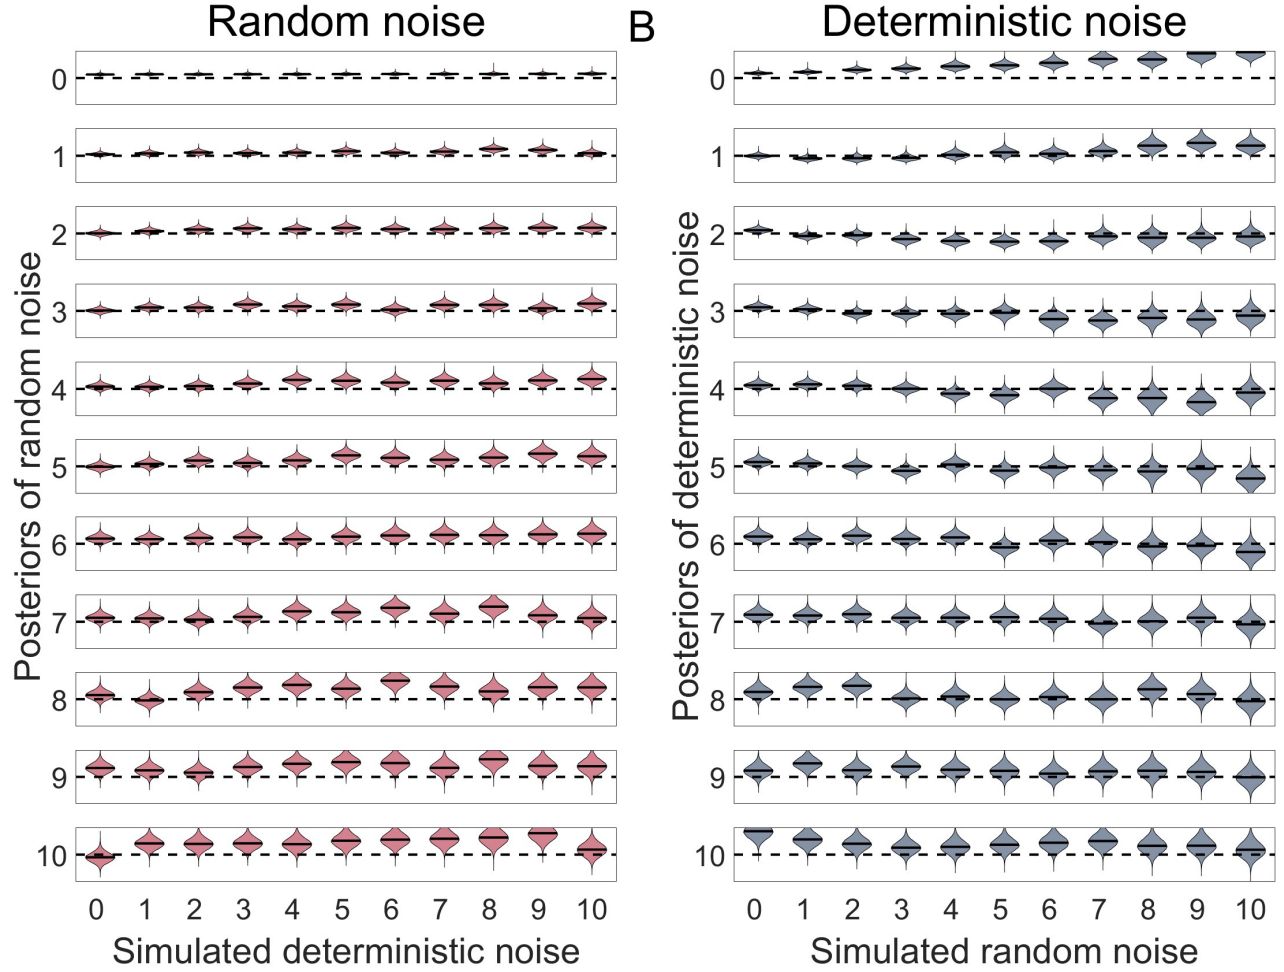 Random noise
B
Deterministic noise
Posteriors of random noise
0
1
2
3
4
5
6
7
8
9
10
0 1 2 3 4 5 6 7 8 9 10
Simulated deterministic noise
Posteriors of deterministic noise
0
1
2
3
4
5
6
7
8
9
10
0 1 2 3 4 5 6 7 8 9 10
Simulated random noise